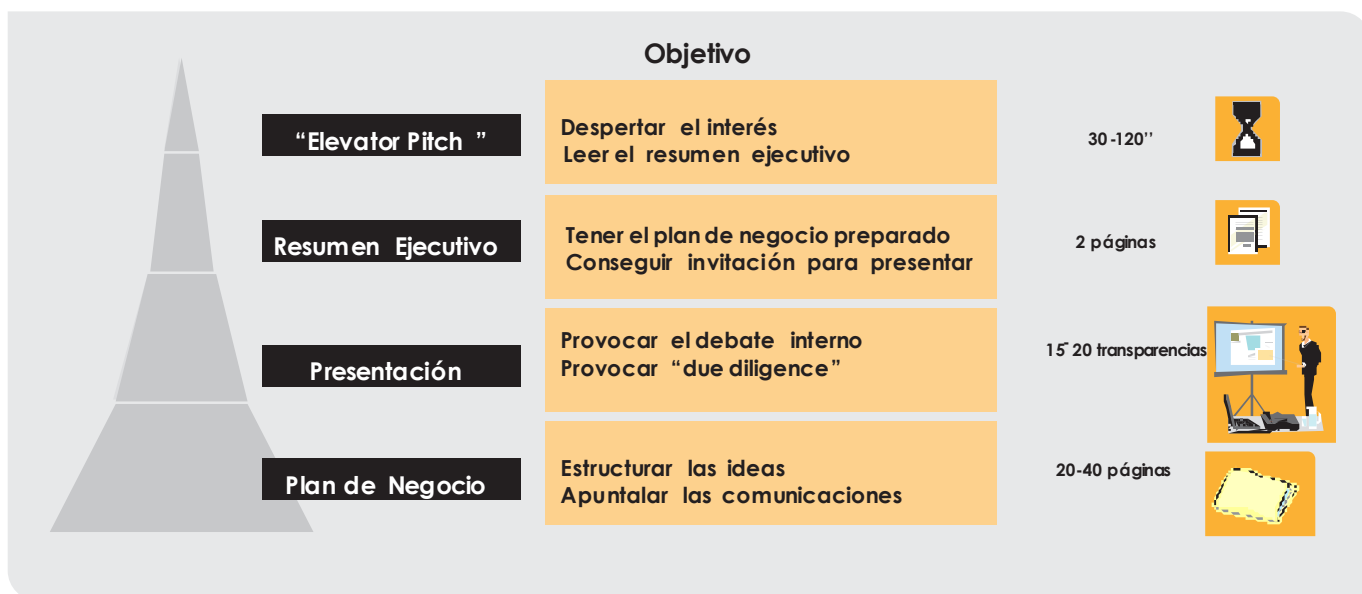 Objetivo
“Elevator Pitch ”
Despertar el interés
Leer el resumen ejecutivo
30-120’’
Resumen Ejecutivo
Tener el plan de negocio preparado
Conseguir invitación para presentar
2 páginas
Presentación
Provocar el debate interno
Provocar “due diligence”
15-20 transparencias
Plan de Negocio
Estructurar las ideas
Apuntalar las comunicaciones
20-40 páginas